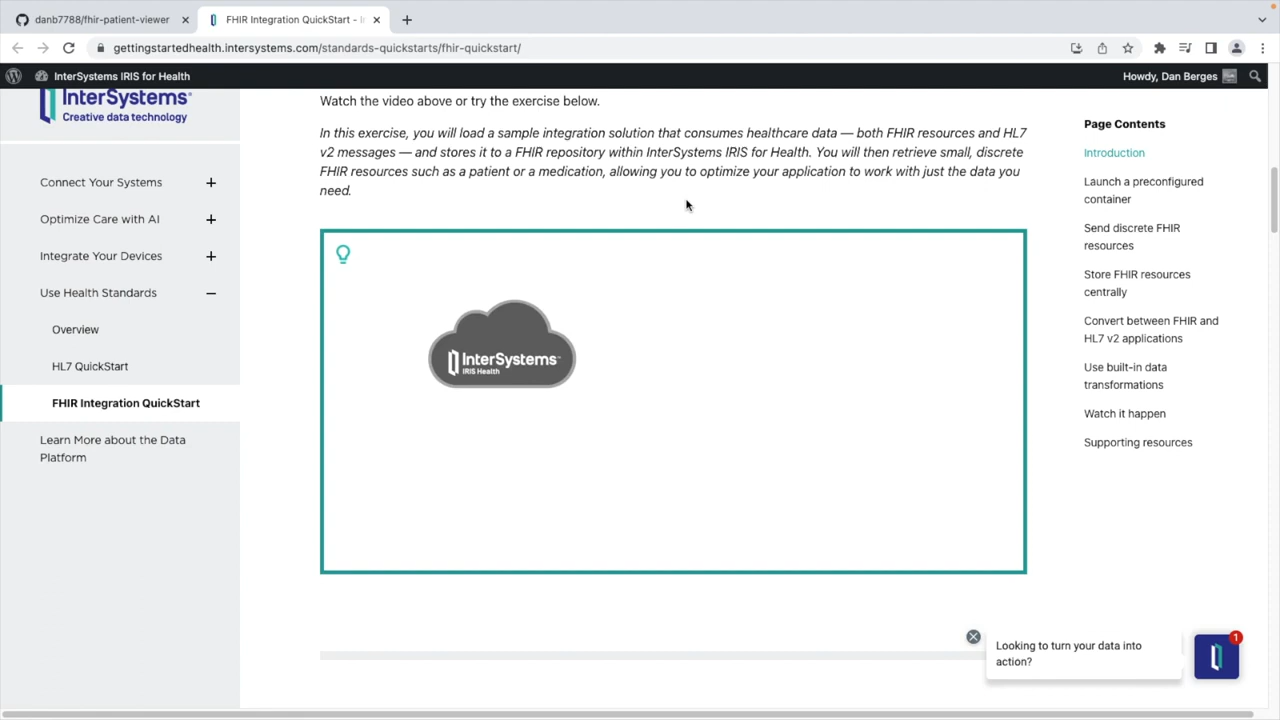 danb7788/fhir-patient-viewer
FHIR Integration QuickStart - I
gettingstartedhealth.intersystems.com/standards-quickstarts/fhir-quickstart/
InterSystems IRIS for Health
Howdy, Dan Berges
InterSystems
Creative data technology
Connect Your Systems
Optimize Care with AI
Integrate Your Devices
Use Health Standards
Overview
HL7 QuickStart
FHIR Integration QuickStart
Learn More about the Data
Platform
Watch the video above or try the exercise below.
In this exercise, you will load a sample integration solution that consumes healthcare data — both FHIR resources and HL7
v2 messages — and stores it to a FHIR repository within InterSystems IRIS for Health. You will then retrieve small, discrete
FHIR resources such as a patient or a medication, allowing you to optimize your application to work with just the data you
need.
InterSystems
IRIS Health
Page Contents
Introduction
Launch a preconfigured
container
Send discrete FHIR
resources
Store FHIR resources
centrally
Convert between FHIR and
HL7 v2 applications
Use built-in data
transformations
Watch it happen
Supporting resources
Looking to turn your data into
action?
1